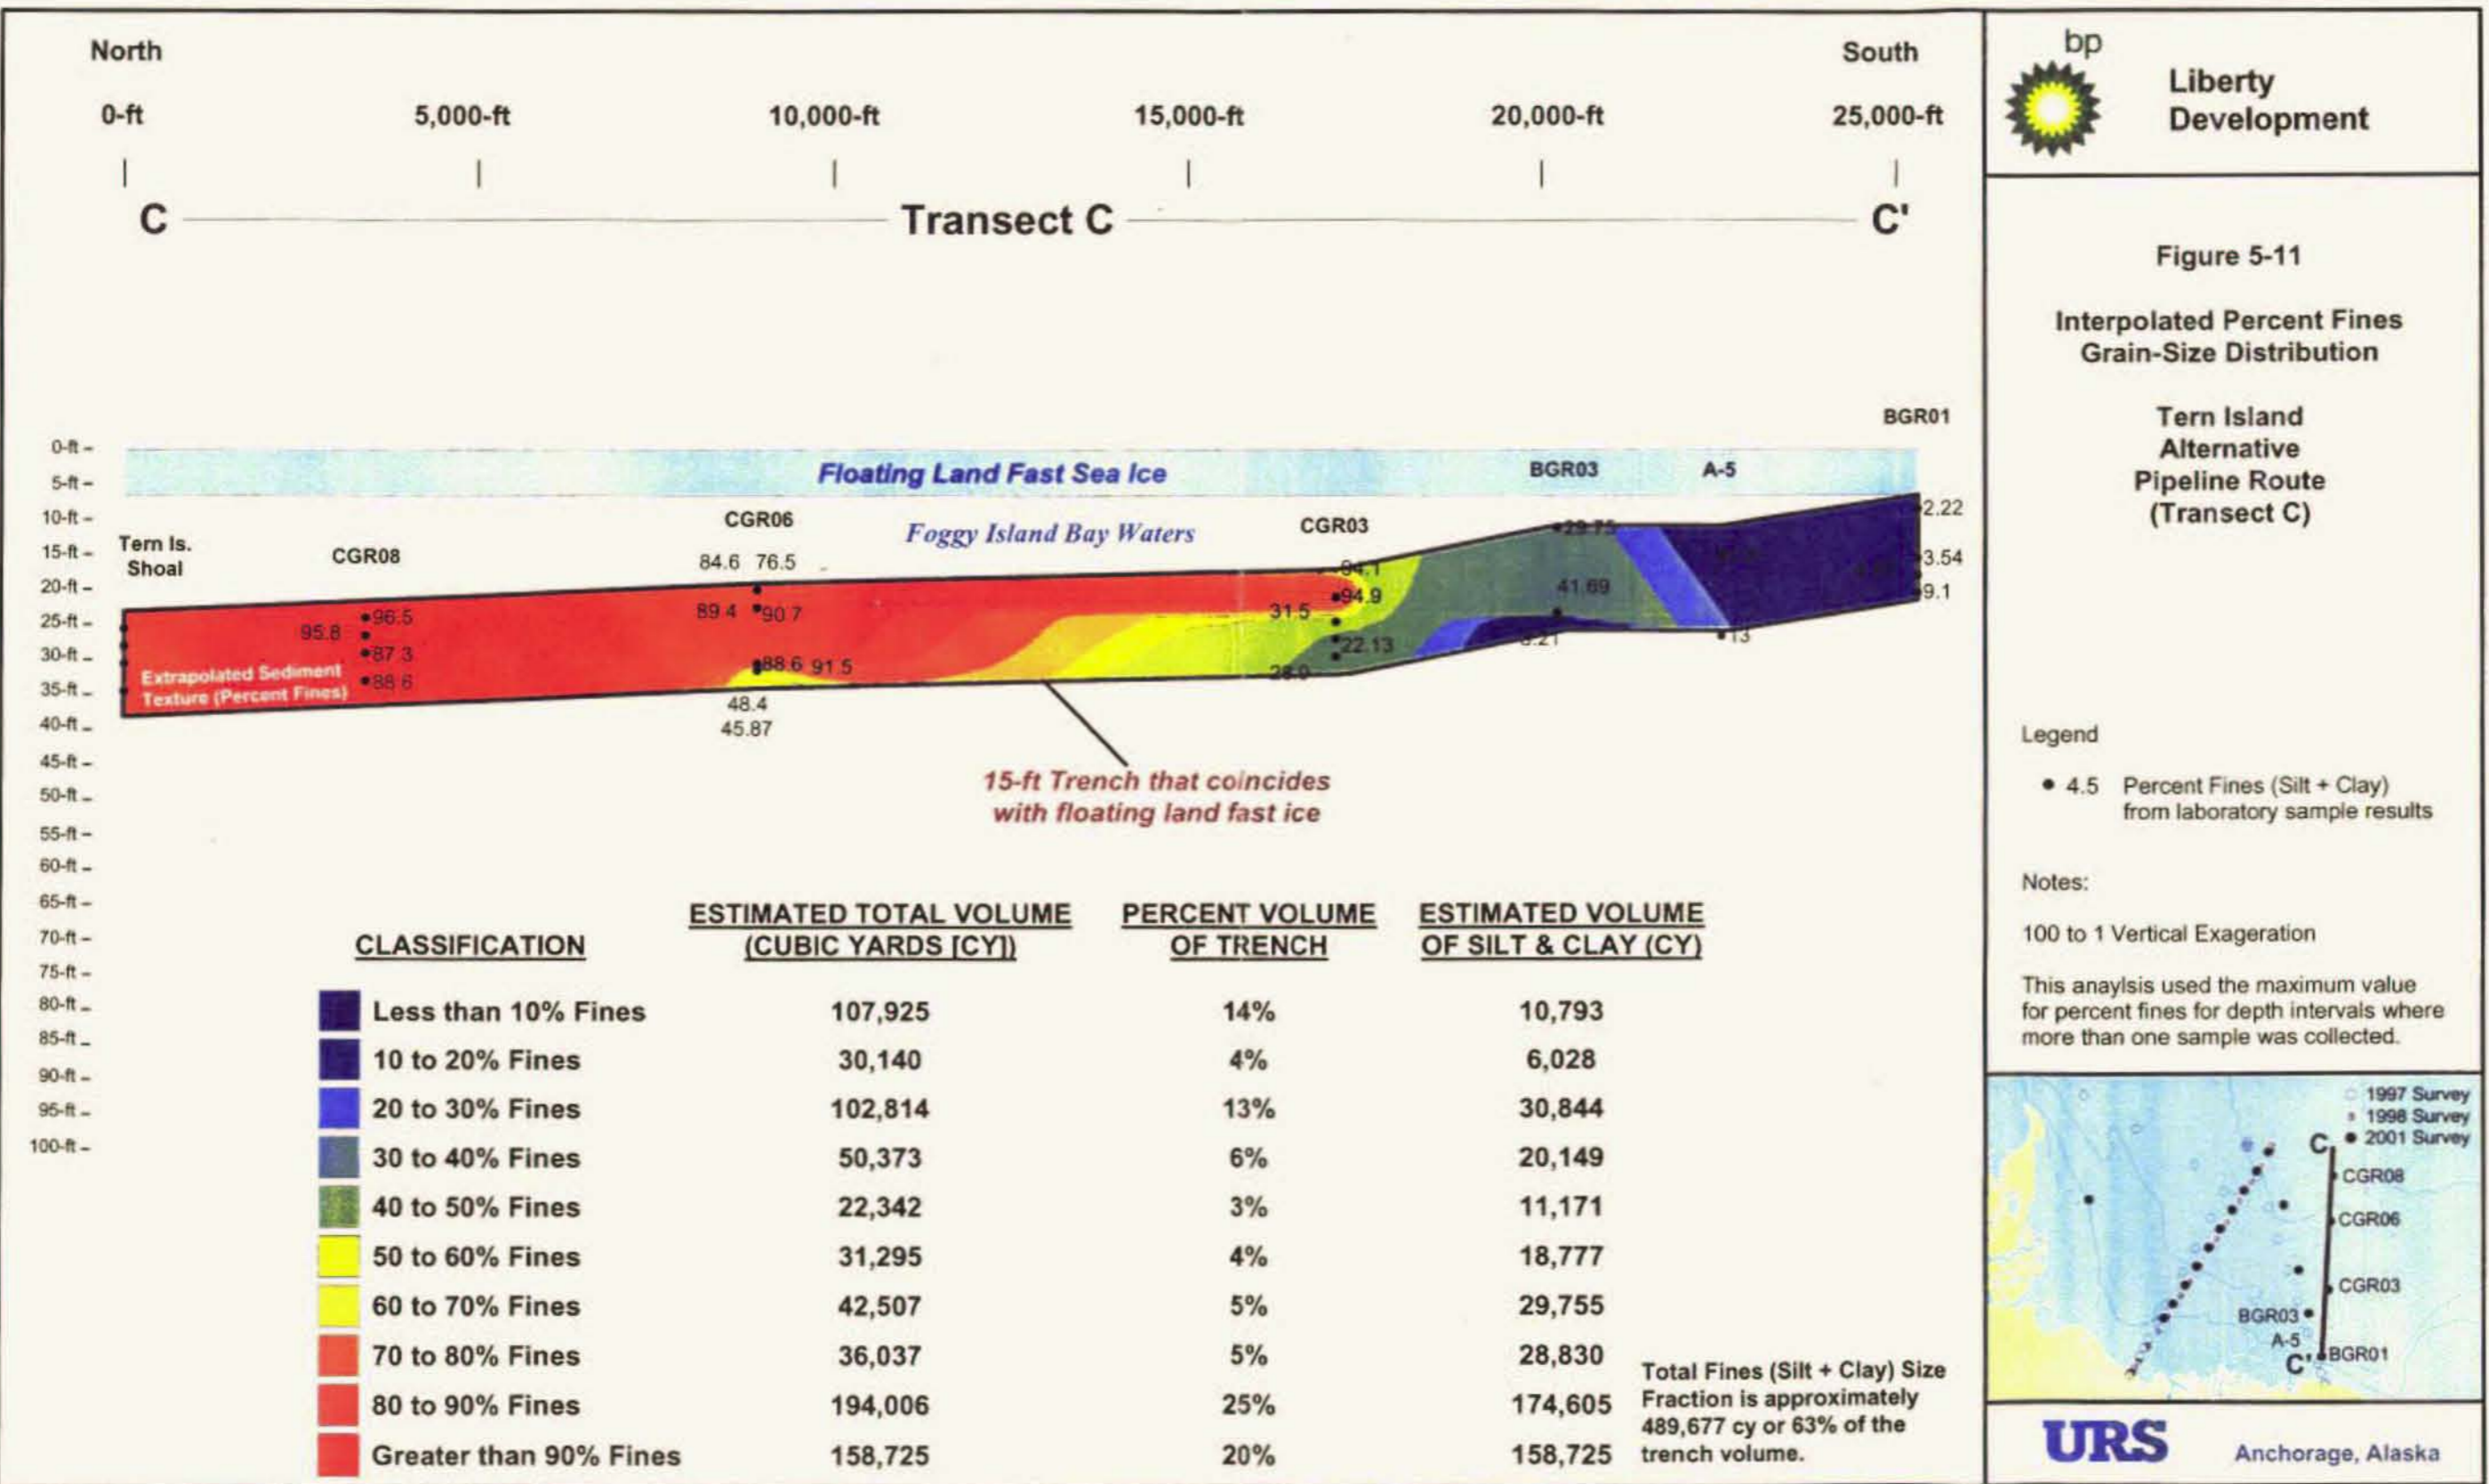 North
South
0-ft 5,000-ft 10,000-ft 15,000-ft 20,000-ft 25,000-ft
C Transect C C'
BGR01
0-ft
5-ft
10-ft
15-ft
20-ft
25-ft
30-ft
35-ft
40-ft
45-ft
50-ft
55-ft
60-ft
65-ft
70-ft
75-ft
80-ft
85-ft
90-ft
95-ft
100-ft
Floating Land Fast Sea Ice
BGR03
A-5
Foggy Island Bay Waters
Tern Is.
Shoal
CGR08
CGR06
CGR03
84.6 76.5
89.4 90.7
96.5
95.8
87.3
88.6
88.6 91.5
48.4
45.87
94.1
94.9
31.5
22.13
28.9
29.75
41.69
13
2.22
3.54
9.1
Extrapolated Sediment
Texture (Percent Fines)
15-ft Trench that coincides
with floating land fast ice
CLASSIFICATION
ESTIMATED TOTAL VOLUME
(CUBIC YARDS [CY])
PERCENT VOLUME
OF TRENCH
ESTIMATED VOLUME
OF SILT & CLAY (CY)
Less than 10% Fines 107,925 14% 10,793
10 to 20% Fines 30,140 4% 6,028
20 to 30% Fines 102,814 13% 30,844
30 to 40% Fines 50,373 6% 20,149
40 to 50% Fines 22,342 3% 11,171
50 to 60% Fines 31,295 4% 18,777
60 to 70% Fines 42,507 5% 29,755
70 to 80% Fines 36,037 5% 28,830
80 to 90% Fines 194,006 25% 174,605
Greater than 90% Fines 158,725 20% 158,725
Total Fines (Silt + Clay) Size
Fraction is approximately
489,677 cy or 63% of the
trench volume.
bp
Liberty
Development
Figure 5-11
Interpolated Percent Fines
Grain-Size Distribution
Tern Island
Alternative
Pipeline Route
(Transect C)
Legend
4.5 Percent Fines (Silt + Clay)
from laboratory sample results
Notes:
100 to 1 Vertical Exageration
This anaylsis used the maximum value
for percent fines for depth intervals where
more than one sample was collected.
1997 Survey
1998 Survey
2001 Survey
C
CGR08
CGR06
CGR03
BGR03
A-5
C' BGR01
URS
Anchorage, Alaska